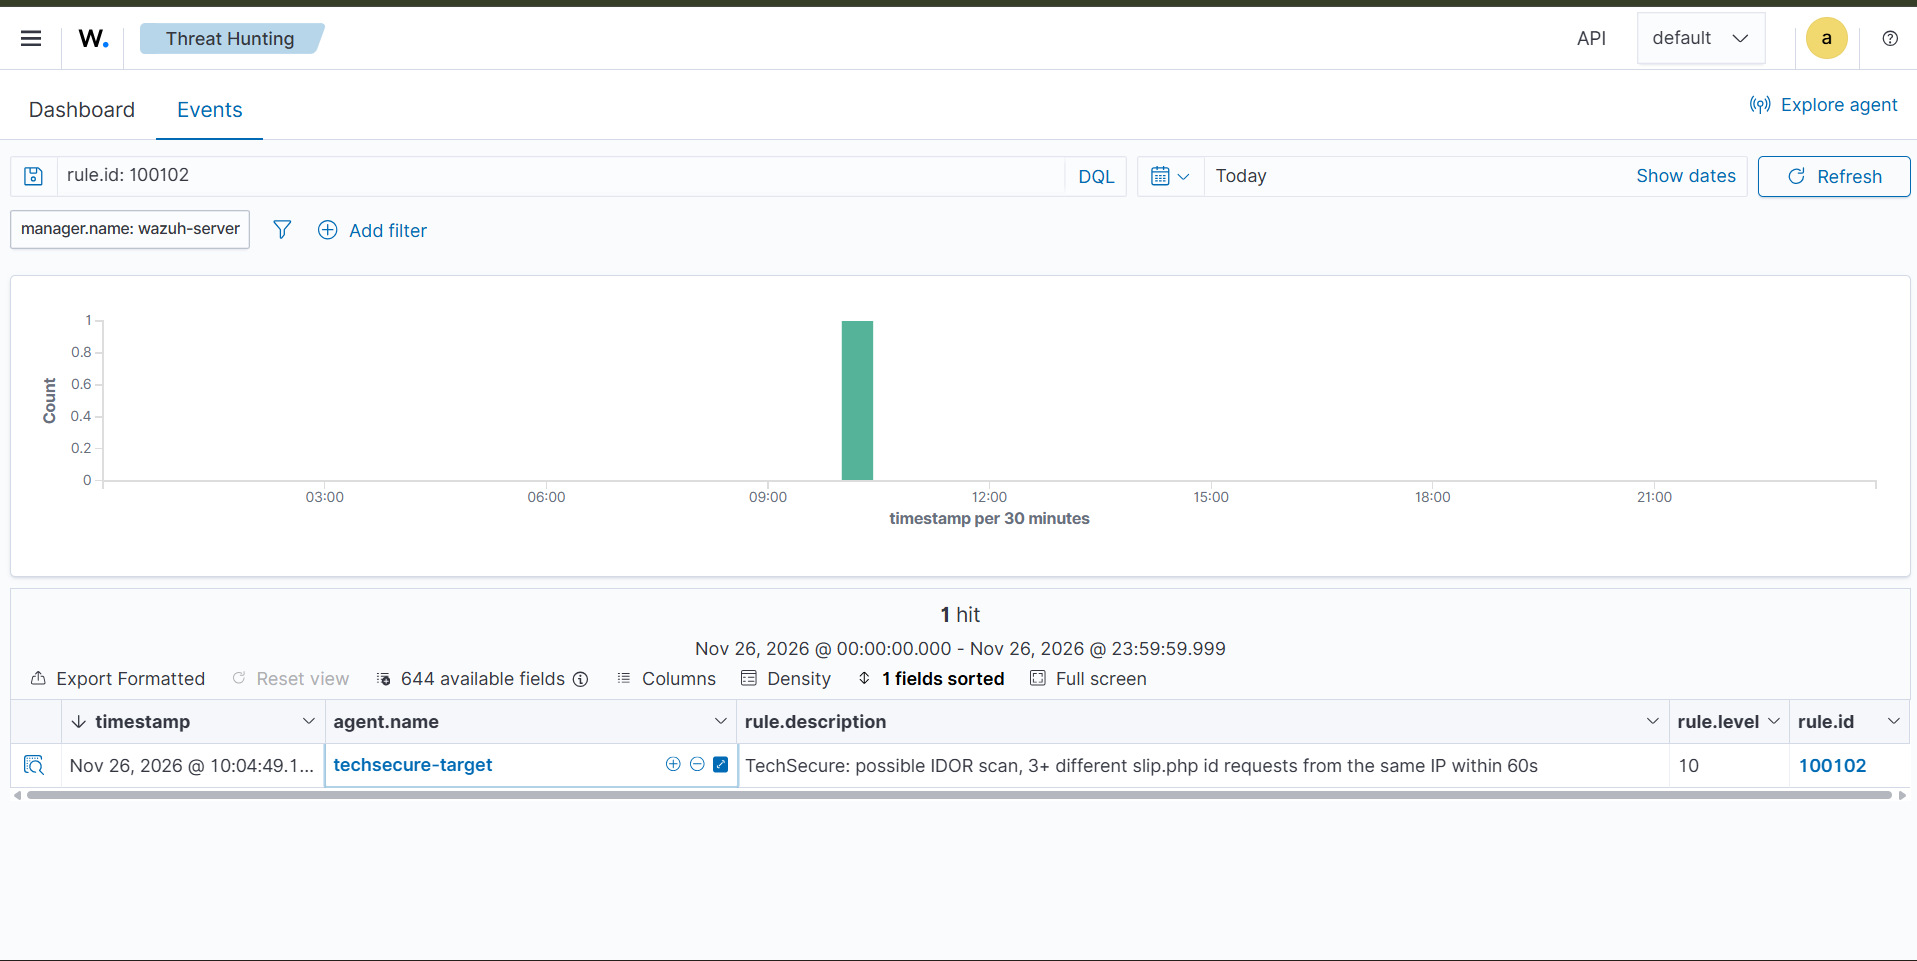 W. Threat Hunting API default a
Dashboard Events Explore agent
rule.id: 100102 DQL Today Show dates Refresh
manager.name: wazuh-server Add filter
1
0.8
0.6
0.4
0.2
0
Count
03:00 06:00 09:00 12:00 15:00 18:00 21:00
timestamp per 30 minutes
1 hit
Nov 26, 2026 @ 00:00:00.000 - Nov 26, 2026 @ 23:59:59.999
Export Formatted Reset view 644 available fields Columns Density 1 fields sorted Full screen
timestamp agent.name rule.description rule.level rule.id
Nov 26, 2026 @ 10:04:49.1... techsecure-target TechSecure: possible IDOR scan, 3+ different slip.php id requests from the same IP within 60s 10 100102